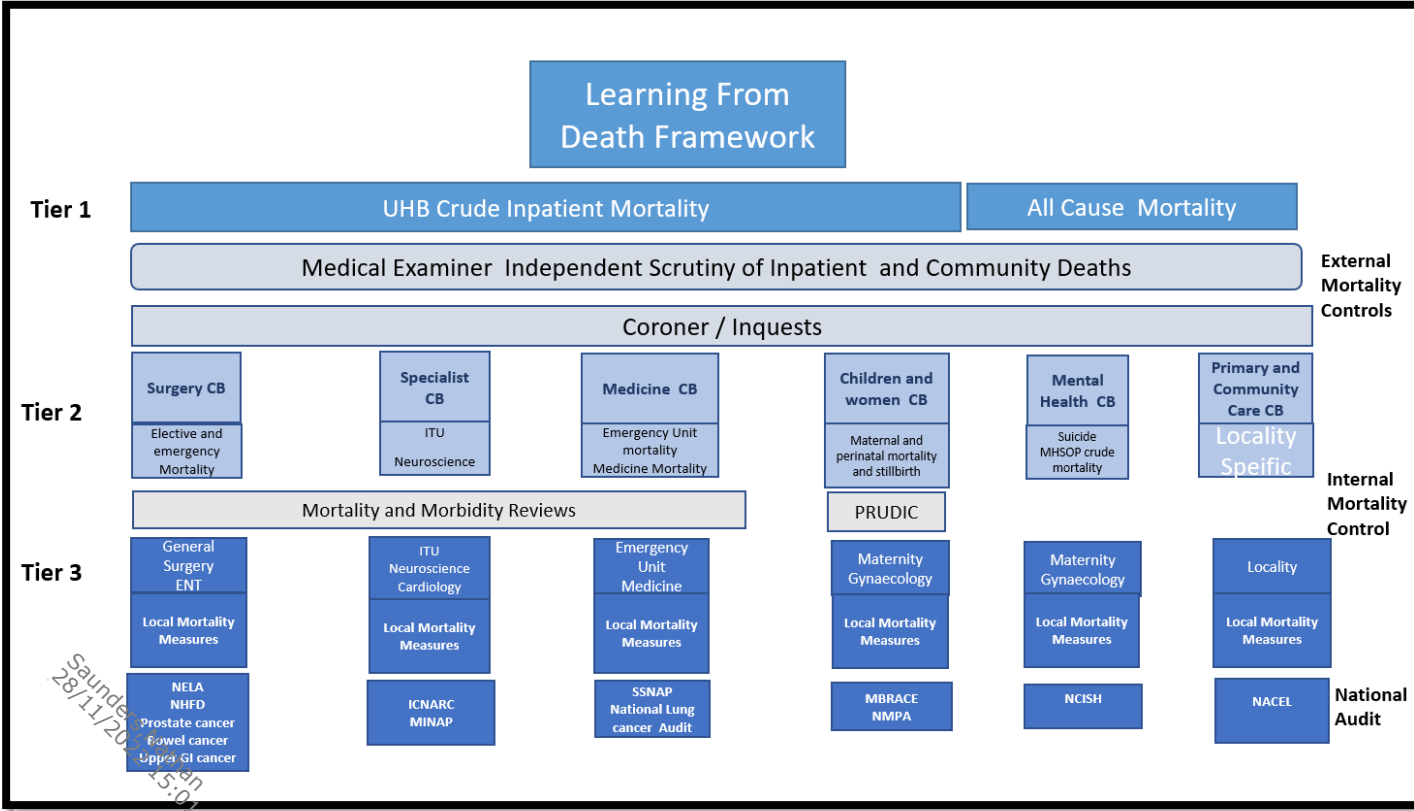 Learning From
Death Framework
Tier 1
UHB Crude Inpatient Mortality
All Cause  Mortality
Medical Examiner  Independent Scrutiny of Inpatient  and Community Deaths
External
Mortality
Controls
Coroner / Inquests
Tier 2
Surgery CB
Specialist
CB
Medicine  CB
Children and
women  CB
Mental
Health  CB
Primary and
Community
Care CB
Elective and
emergency
Mortality
ITU
Neuroscience
Emergency Unit
mortality
Medicine Mortality
Maternal and
perinatal mortality
and stillbirth
Suicide
MHSOP crude
mortality
Locality
Speific
Internal
Mortality
Control
Mortality and Morbidity Reviews
PRUDIC
Tier 3
General
Surgery
ENT
ITU
Neuroscience
Cardiology
Emergency
Unit
Medicine
Maternity
Gynaecology
Maternity
Gynaecology
Locality
Local Mortality
Measures
Local Mortality
Measures
Local Mortality
Measures
Local Mortality
Measures
Local Mortality
Measures
Local Mortality
Measures
NELA
NHFD
Prostate cancer
Bowel cancer
Upper GI cancer
ICNARC
MINAP
SSNAP
National Lung
cancer  Audit
MBRACE
NMPA
NCISH
NACEL
National
Audit
Saunders, Nathan
28/11/2022 15:01